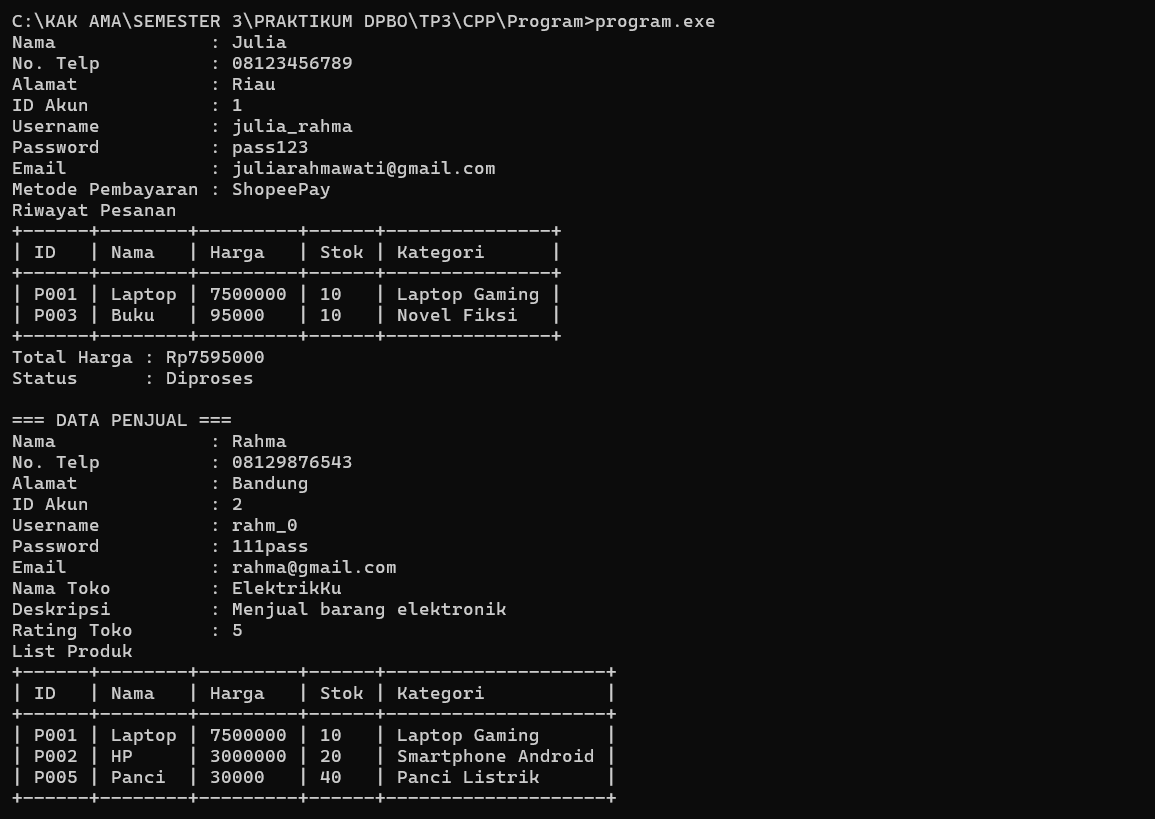 C:\KAK AMA\SEMESTER 3\PRAKTIKUM DPBO\TP3\CPP\Program>program.exe
Nama              : Julia
No. Telp          : 08123456789
Alamat            : Riau
ID Akun           : 1
Username          : julia_rahma
Password          : pass123
Email             : juliarahmawati@gmail.com
Metode Pembayaran : ShopeePay
Riwayat Pesanan
+------+--------+---------+------+---------------+
| ID   | Nama   | Harga   | Stok | Kategori      |
+------+--------+---------+------+---------------+
| P001 | Laptop | 7500000 | 10   | Laptop Gaming |
| P003 | Buku   | 95000   | 10   | Novel Fiksi   |
+------+--------+---------+------+---------------+
Total Harga : Rp7595000
Status      : Diproses

=== DATA PENJUAL ===
Nama              : Rahma
No. Telp          : 08129876543
Alamat            : Bandung
ID Akun           : 2
Username          : rahm_0
Password          : 111pass
Email             : rahma@gmail.com
Nama Toko         : ElektrikKu
Deskripsi         : Menjual barang elektronik
Rating Toko       : 5
List Produk
+------+--------+---------+------+--------------------+
| ID   | Nama   | Harga   | Stok | Kategori           |
+------+--------+---------+------+--------------------+
| P001 | Laptop | 7500000 | 10   | Laptop Gaming      |
| P002 | HP     | 3000000 | 20   | Smartphone Android |
| P005 | Panci  | 30000   | 40   | Panci Listrik      |
+------+--------+---------+------+--------------------+